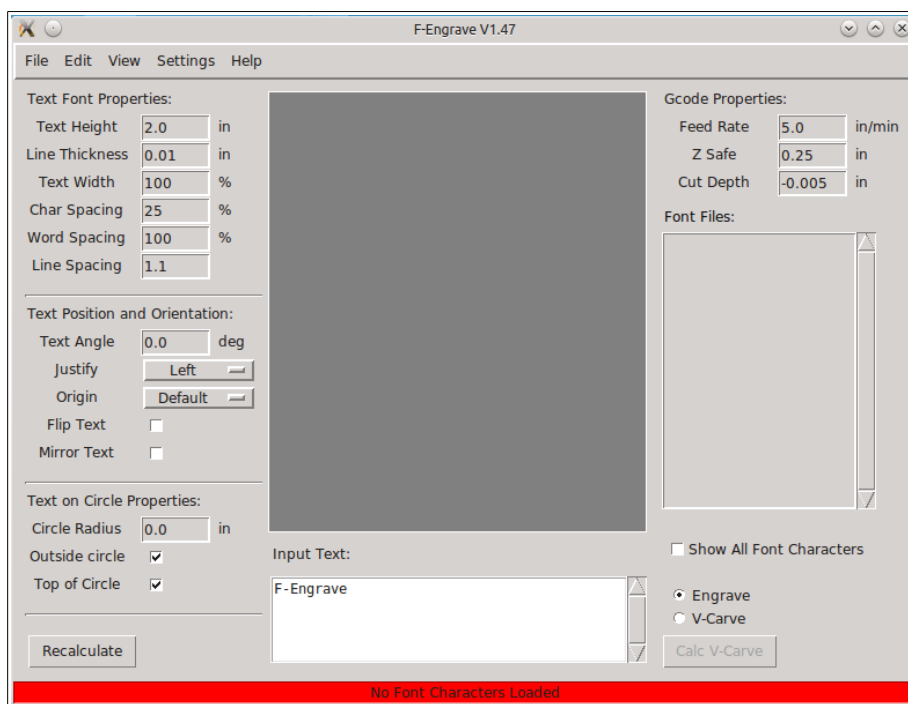 F-Engrave V1.47
File Edit View Settings Help
Text Font Properties:
Text Height 2.0 in
Line Thickness 0.01 in
Text Width 100 %
Char Spacing 25 %
Word Spacing 100 %
Line Spacing 1.1
Text Position and Orientation:
Text Angle 0.0 deg
Justify Left
Origin Default
Flip Text
Mirror Text
Text on Circle Properties:
Circle Radius 0.0 in
Outside circle
Top of Circle
Recalculate
Input Text:
F-Engrave
Gcode Properties:
Feed Rate 5.0 in/min
Z Safe 0.25 in
Cut Depth -0.005 in
Font Files:
Show All Font Characters
Engrave
V-Carve
Calc V-Carve
No Font Characters Loaded